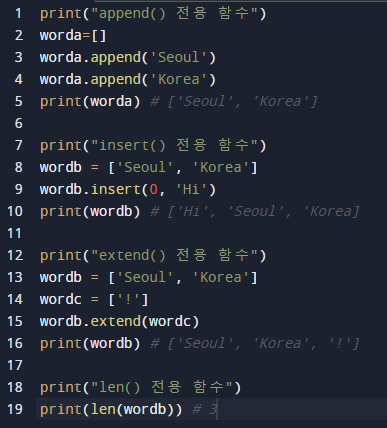 1 print("append() 전용 함수")
2 worda=[]
3 worda.append('Seoul')
4 worda.append('Korea')
5 print(worda) # ['Seoul', 'Korea']
6
7 print("insert() 전용 함수")
8 wordb = ['Seoul', 'Korea']
9 wordb.insert(0, 'Hi')
10 print(wordb) # ['Hi', 'Seoul', 'Korea]
11
12 print("extend() 전용 함수")
13 wordb = ['Seoul', 'Korea']
14 wordc = ['!']
15 wordb.extend(wordc)
16 print(wordb) # ['Seoul', 'Korea', '!']
17
18 print("len() 전용 함수")
19 print(len(wordb)) # 3